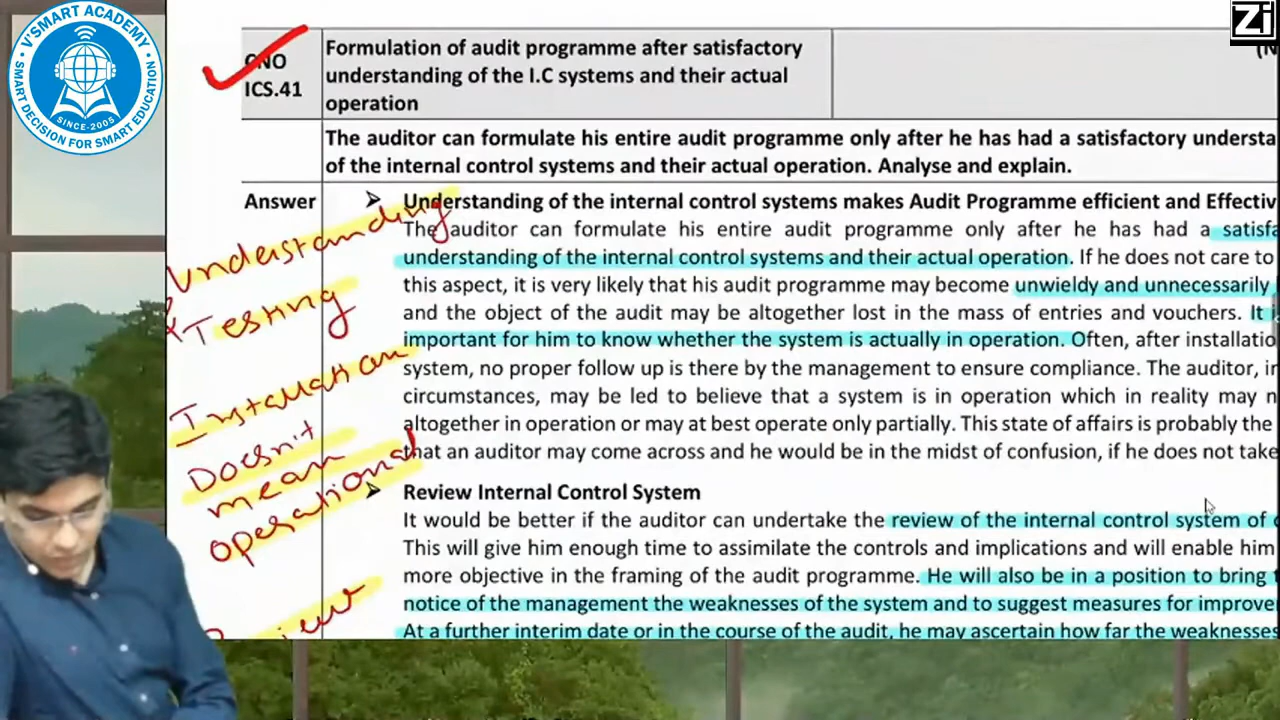 V'SMART ACADEMY
SINCE-2005
SMART DECISION FOR SMART EDUCATION
Zi
QNO
ICS.41
Formulation of audit programme after satisfactory
understanding of the I.C systems and their actual
operation
(N
The auditor can formulate his entire audit programme only after he has had a satisfactory understa
of the internal control systems and their actual operation. Analyse and explain.
Answer
➤ Understanding of the internal control systems makes Audit Programme efficient and Effectiv
The auditor can formulate his entire audit programme only after he has had a satisfa
understanding of the internal control systems and their actual operation. If he does not care to
this aspect, it is very likely that his audit programme may become unwieldy and unnecessarily
and the object of the audit may be altogether lost in the mass of entries and vouchers. It i
important for him to know whether the system is actually in operation. Often, after installatio
system, no proper follow up is there by the management to ensure compliance. The auditor, in
circumstances, may be led to believe that a system is in operation which in reality may n
altogether in operation or may at best operate only partially. This state of affairs is probably the
that an auditor may come across and he would be in the midst of confusion, if he does not take
➤ Review Internal Control System
It would be better if the auditor can undertake the review of the internal control system of
This will give him enough time to assimilate the controls and implications and will enable him
more objective in the framing of the audit programme. He will also be in a position to bring
notice of the management the weaknesses of the system and to suggest measures for improve
At a further interim date or in the course of the audit, he may ascertain how far the weaknesses
Understanding
& Testing
Installation
Doesn't
mean
operational